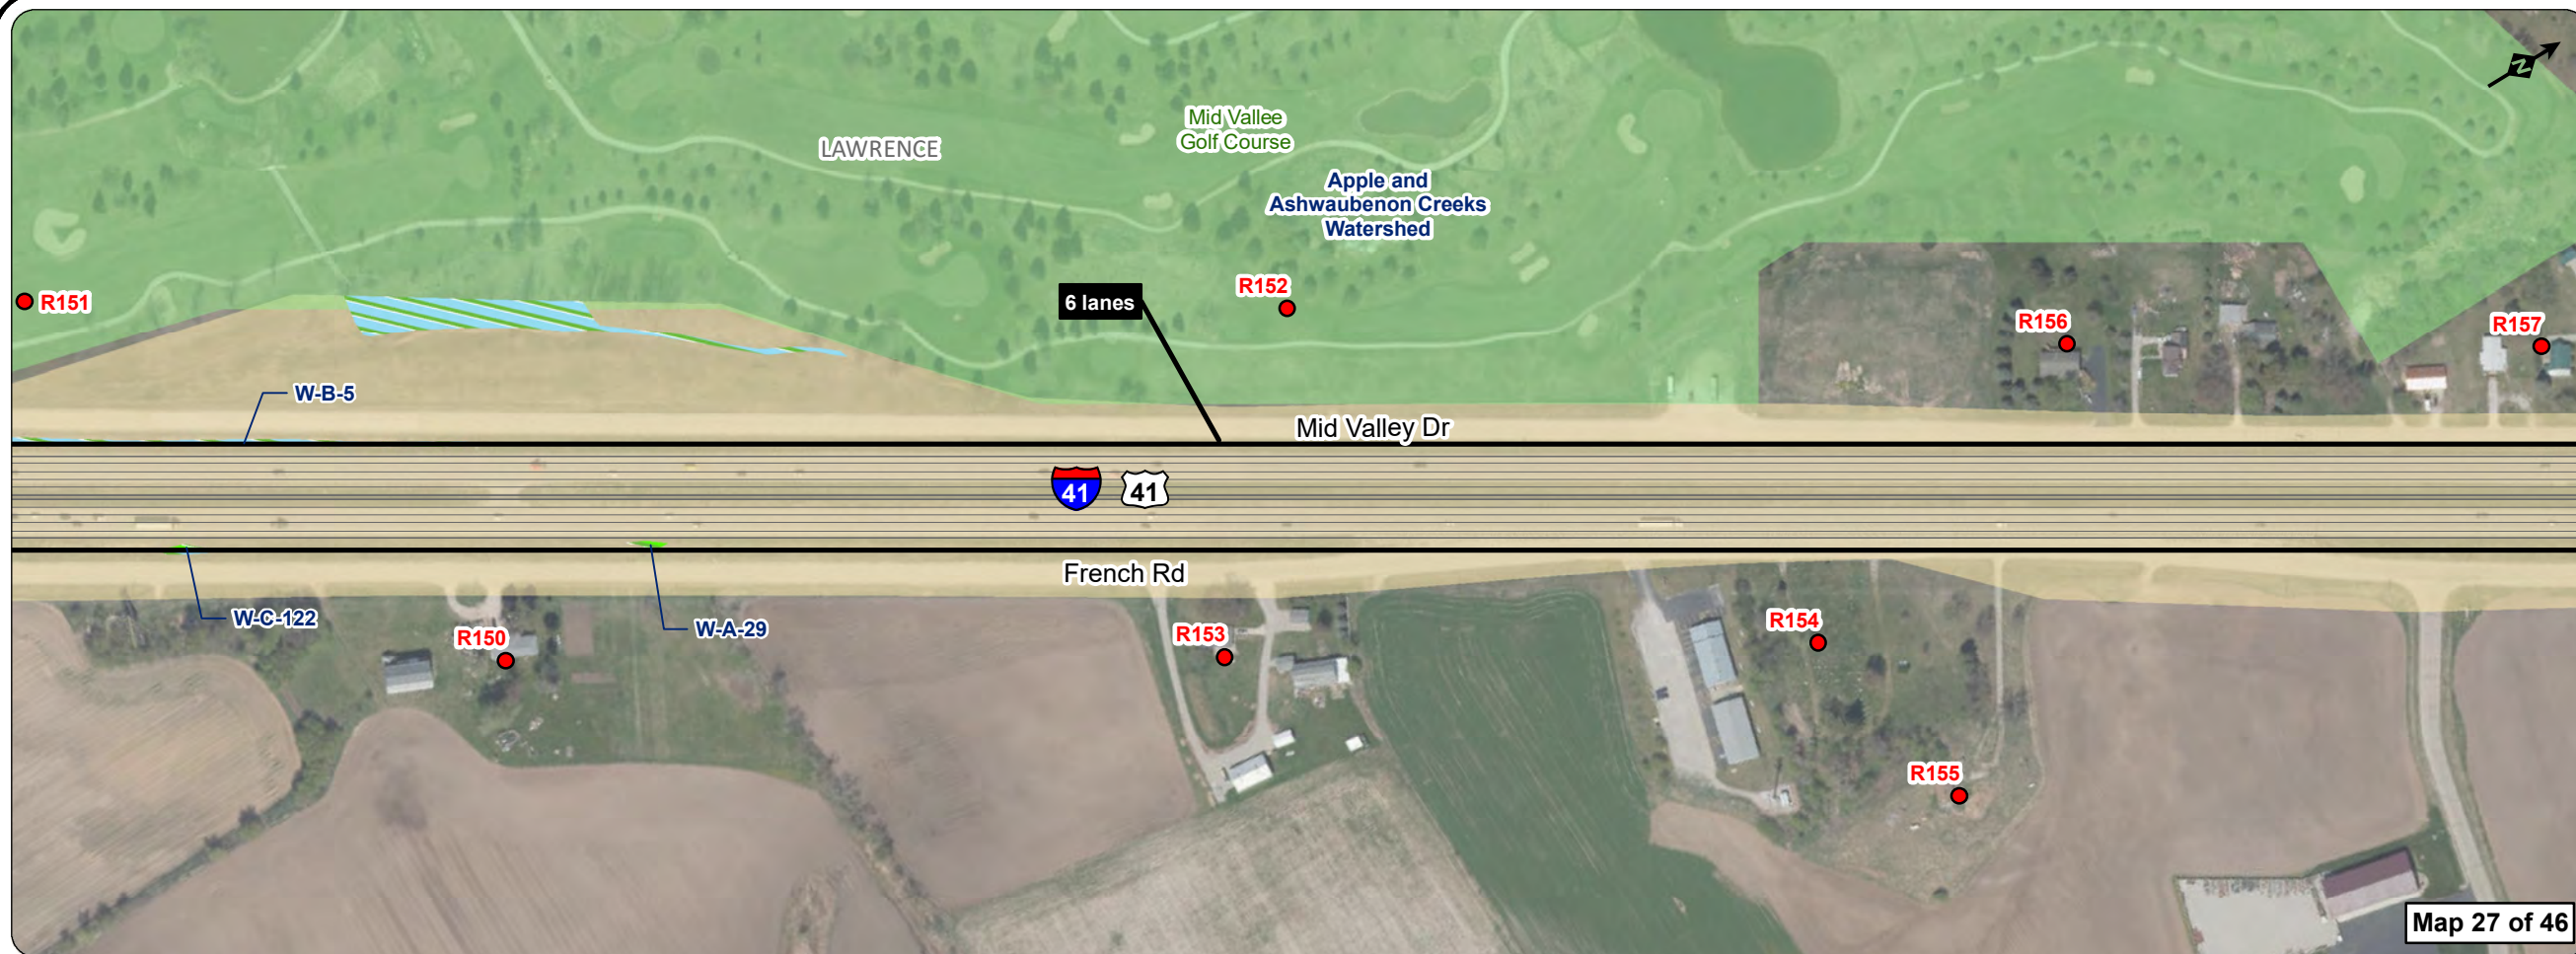 N
Mid Vallee
Golf Course
LAWRENCE
Apple and
Ashwaubenon Creeks
Watershed
R151
6 lanes
R152
R156
R157
W-B-5
Mid Valley Dr
41
41
French Rd
W-C-122
R150
W-A-29
R153
R154
R155
Map 27 of 46